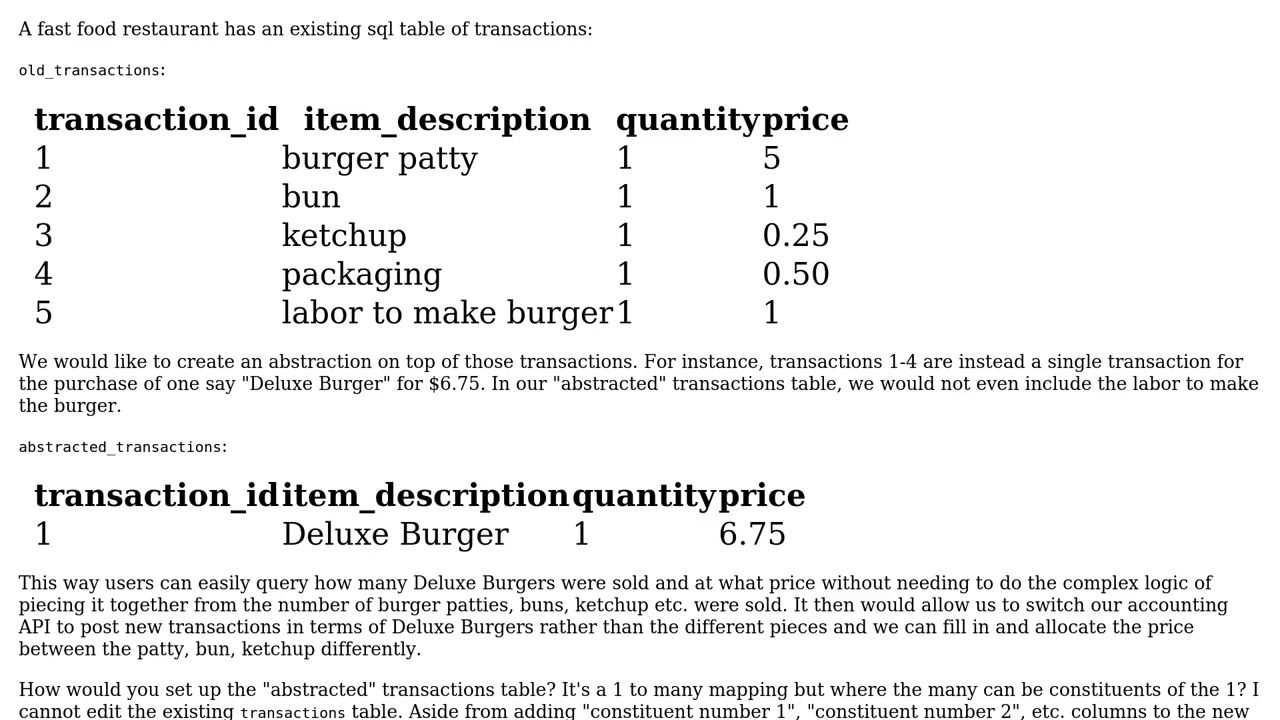 A fast food restaurant has an existing sql table of transactions:
old_transactions:
transaction_id item_description quantity price
1 burger patty 1 5
2 bun 1 1
3 ketchup 1 0.25
4 packaging 1 0.50
5 labor to make burger 1 1
We would like to create an abstraction on top of those transactions. For instance, transactions 1-4 are instead a single transaction for
the purchase of one say "Deluxe Burger" for $6.75. In our "abstracted" transactions table, we would not even include the labor to make
the burger.
abstracted_transactions:
transaction_id item_description quantity price
1 Deluxe Burger 1 6.75
This way users can easily query how many Deluxe Burgers were sold and at what price without needing to do the complex logic of
piecing it together from the number of burger patties, buns, ketchup etc. were sold. It then would allow us to switch our accounting
API to post new transactions in terms of Deluxe Burgers rather than the different pieces and we can fill in and allocate the price
between the patty, bun, ketchup differently.
How would you set up the "abstracted" transactions table? It's a 1 to many mapping but where the many can be constituents of the 1? I
cannot edit the existing transactions table. Aside from adding "constituent number 1", "constituent number 2", etc. columns to the new